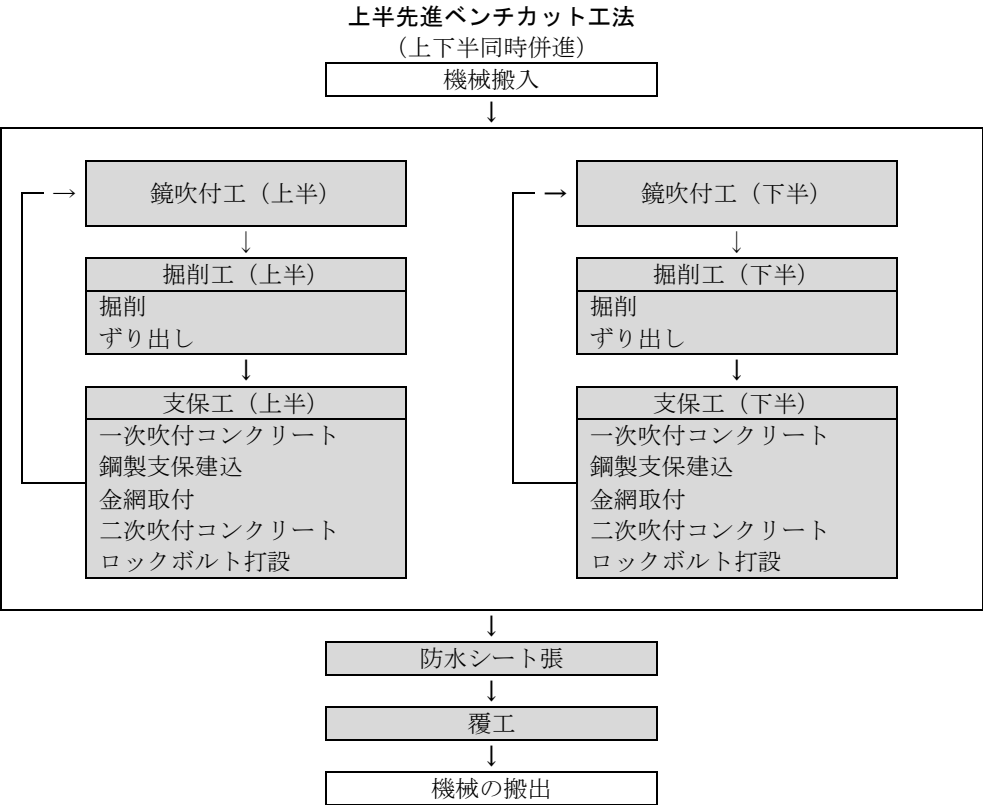 上半先進ベンチカット工法
（上下半同時併進）
機械搬入
↓
→
鏡吹付工（上半）
↓
掘削工（上半）
掘削
ずり出し
↓
支保工（上半）
一次吹付コンクリート
鋼製支保建込
金網取付
二次吹付コンクリート
ロックボルト打設
→
鏡吹付工（下半）
↓
掘削工（下半）
掘削
ずり出し
↓
支保工（下半）
一次吹付コンクリート
鋼製支保建込
金網取付
二次吹付コンクリート
ロックボルト打設
↓
防水シート張
↓
覆工
↓
機械の搬出